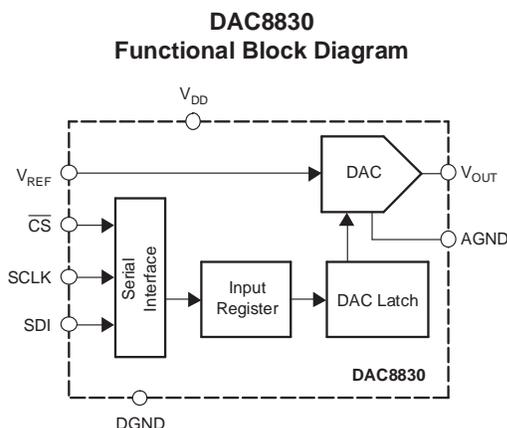 DAC8830
Functional Block Diagram
VDD
VREF
DAC
VOUT
CS
AGND
SCLK
Serial
Interface
Input
Register
DAC Latch
SDI
DAC8830
DGND